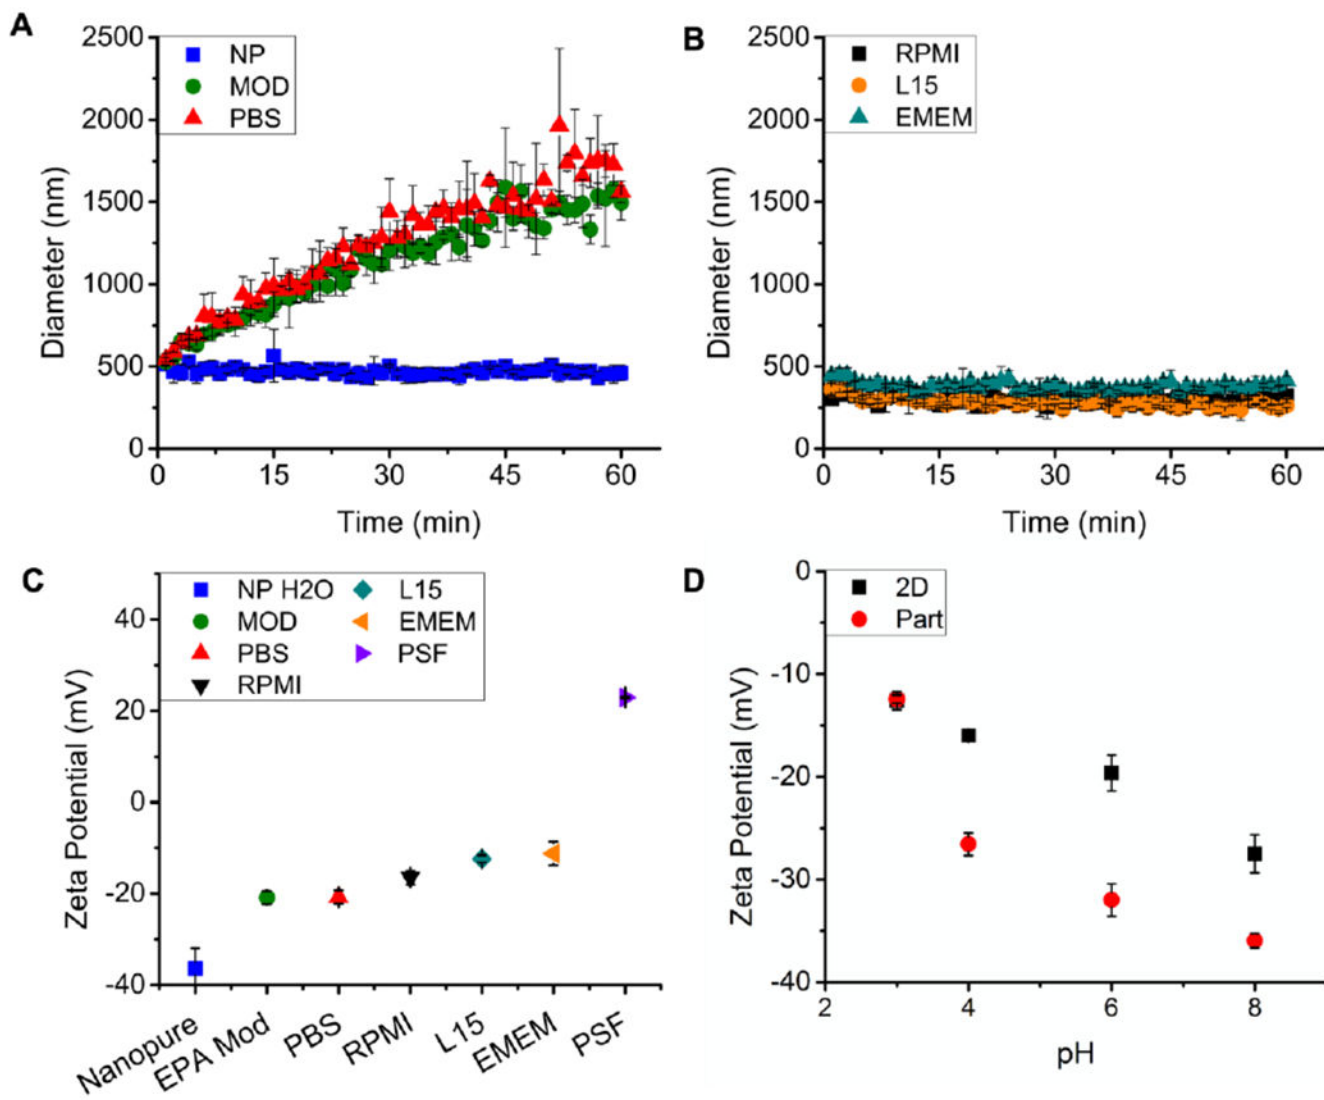 A
2500
2000
1500
1000
500
0
Diameter (nm)
NP
MOD
PBS
0 15 30 45 60
Time (min)
B
2500
2000
1500
1000
500
0
Diameter (nm)
RPMI
L15
EMEM
0 15 30 45 60
Time (min)
C
40
20
0
-20
-40
Zeta Potential (mV)
NP H2O L15
MOD EMEM
PBS PSF
RPMI
Nanopure EPA Mod PBS RPMI L15 EMEM PSF
D
0
-10
-20
-30
-40
Zeta Potential (mV)
2D
Part
2 4 6 8
pH